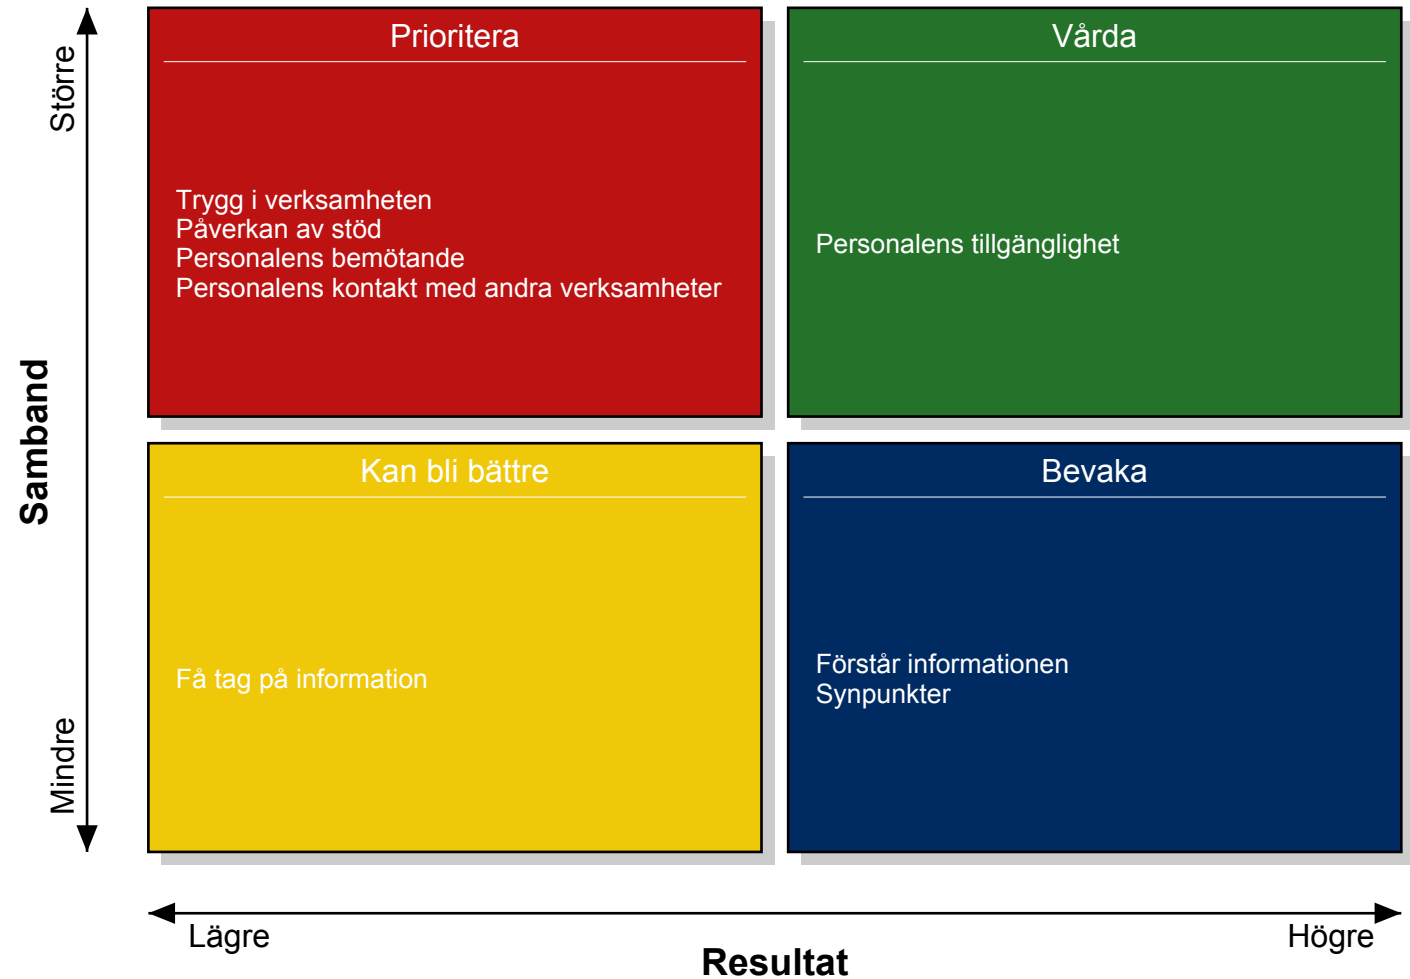 Större
Samband
Mindre
Prioritera
Trygg i verksamheten
Påverkan av stöd
Personalens bemötande
Personalens kontakt med andra verksamheter
Vårda
Personalens tillgänglighet
Kan bli bättre
Få tag på information
Bevaka
Förstår informationen
Synpunkter
Lägre
Resultat
Högre